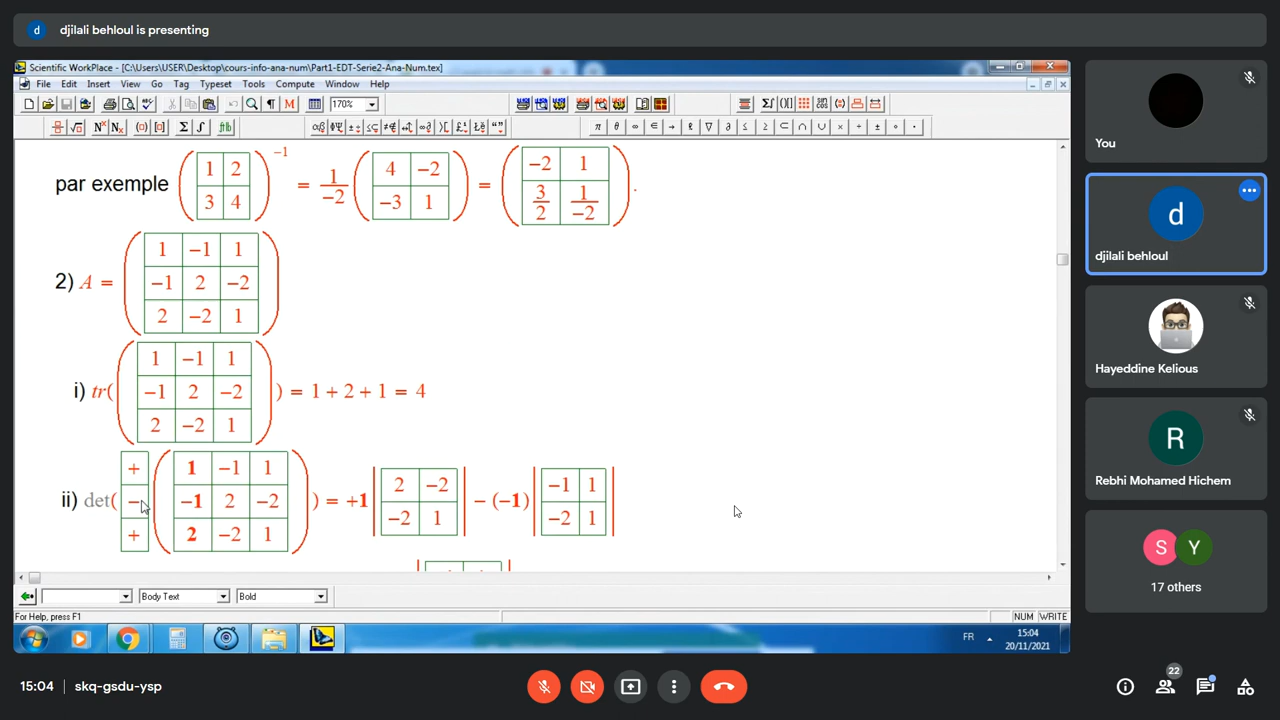 d djilali behloul is presenting
Scientific WorkPlace - [C:\Users\USER\Desktop\cours-info-ana-num\Part1-EDT-Serie2-Ana-Num.tex]
File Edit Insert View Go Tag Typeset Tools Compute Window Help
170%
par exemple ( 1 2 ; 3 4 )^−1 = 1/−2 ( 4 −2 ; −3 1 ) = ( −2 1 ; 3/2 1/−2 ).
2) A = ( 1 −1 1 ; −1 2 −2 ; 2 −2 1 )
i) tr( ( 1 −1 1 ; −1 2 −2 ; 2 −2 1 ) ) = 1 + 2 + 1 = 4
ii) det( + − + ( 1 −1 1 ; −1 2 −2 ; 2 −2 1 ) ) = +1 | 2 −2 ; −2 1 | − (−1) | −1 1 ; −2 1 |
Body Text Bold
For Help, press F1 NUM WRITE
FR 15:04
20/11/2021
You
d
djilali behloul
Hayeddine Kelious
R
Rebhi Mohamed Hichem
S Y
17 others
15:04 | skq-gsdu-ysp
22